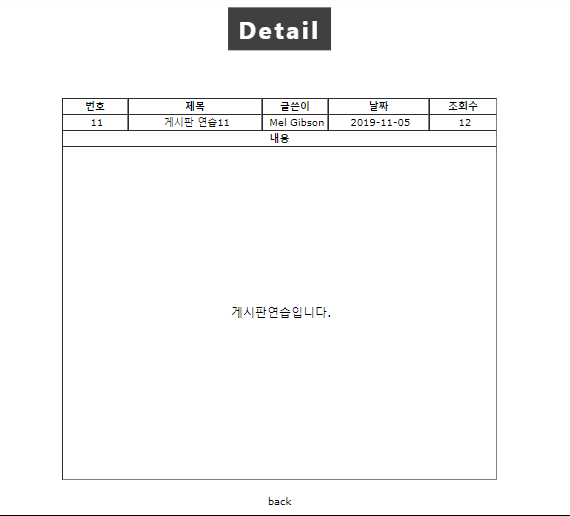 Detail
번호 제목 글쓴이 날짜 조회수
11 게시판 연습11 Mel Gibson 2019-11-05 12
내용
게시판연습입니다.
back